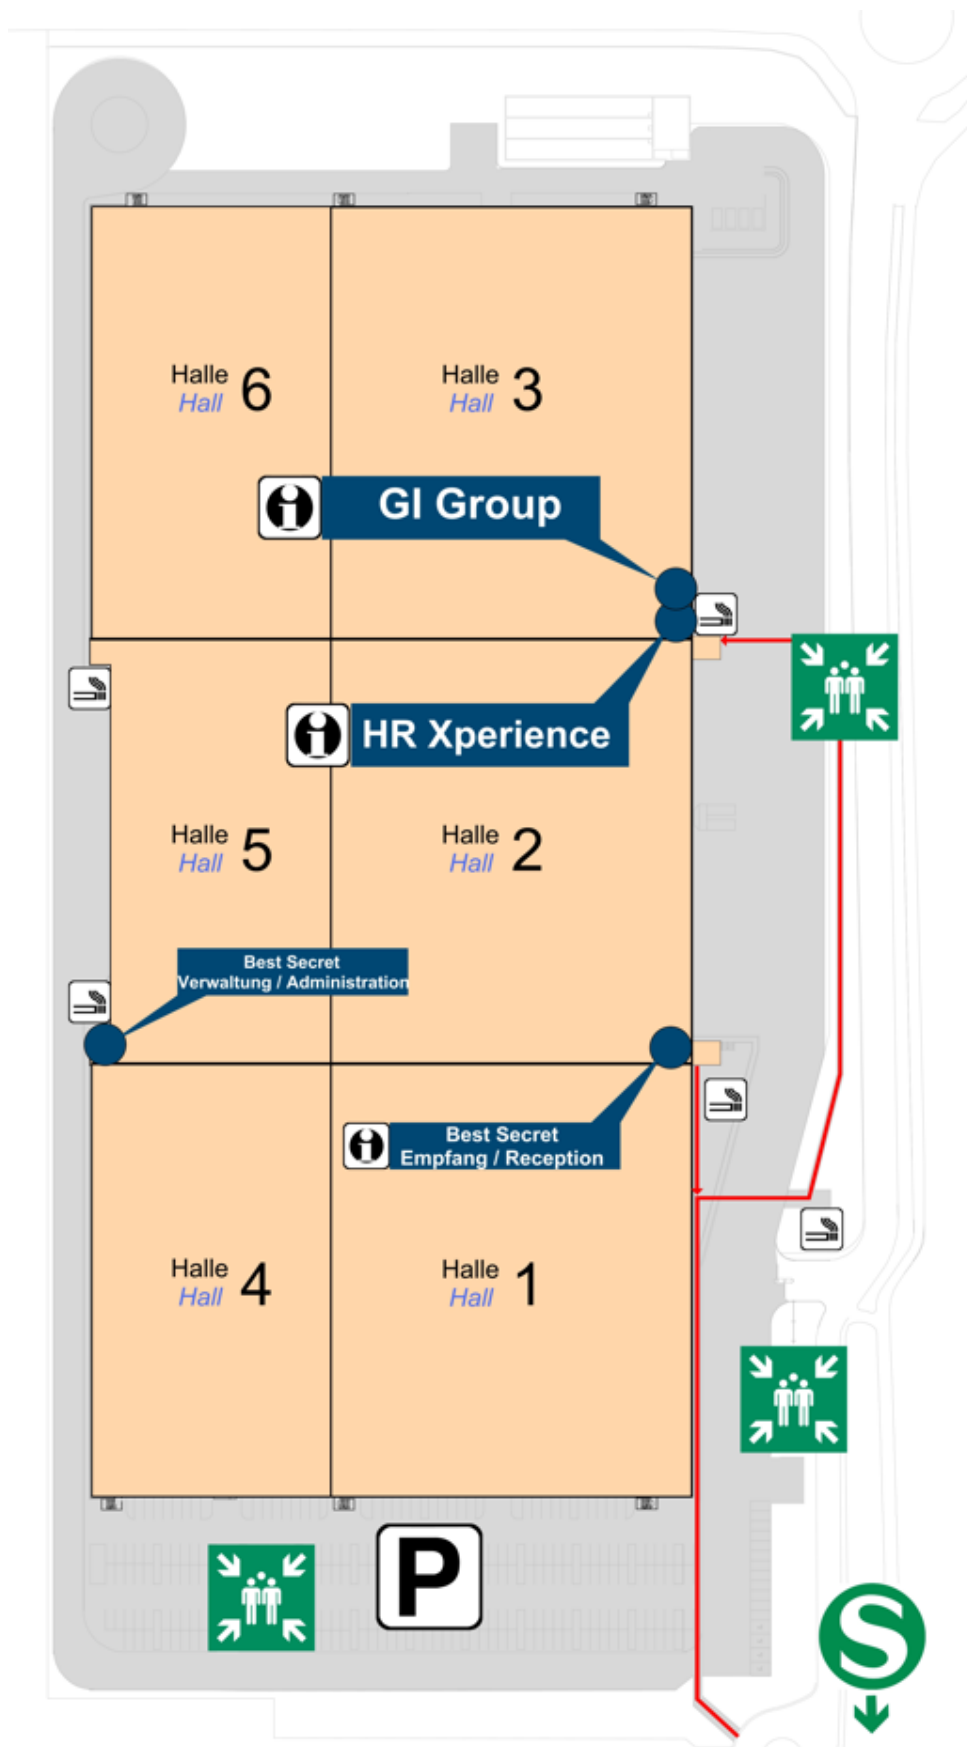 Halle
Hall
6
Halle
Hall
3
GI Group
HR Xperience
Halle
Hall
5
Halle
Hall
2
Best Secret
Verwaltung / Administration
Best Secret
Empfang / Reception
Halle
Hall
4
Halle
Hall
1
P
S